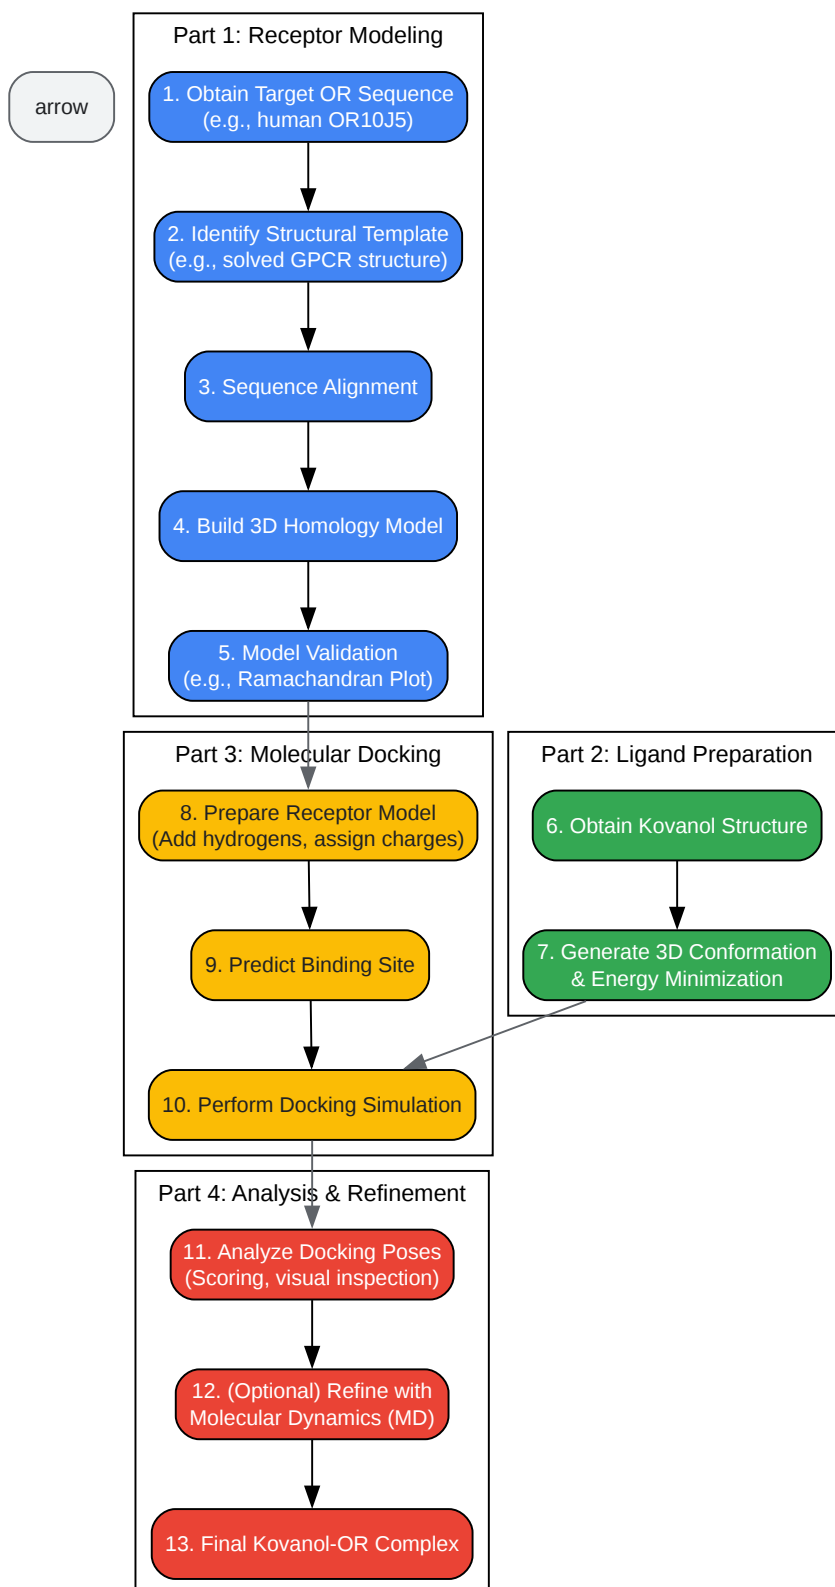 Part 1: Receptor Modeling
arrow
1. Obtain Target OR Sequence
(e.g., human OR10J5)
2. Identify Structural Template
(e.g., solved GPCR structure)
3. Sequence Alignment
4. Build 3D Homology Model
5. Model Validation
(e.g., Ramachandran Plot)
Part 3: Molecular Docking
8. Prepare Receptor Model
(Add hydrogens, assign charges)
9. Predict Binding Site
10. Perform Docking Simulation
Part 2: Ligand Preparation
6. Obtain Kovanol Structure
7. Generate 3D Conformation
& Energy Minimization
Part 4: Analysis & Refinement
11. Analyze Docking Poses
(Scoring, visual inspection)
12. (Optional) Refine with
Molecular Dynamics (MD)
13. Final Kovanol-OR Complex